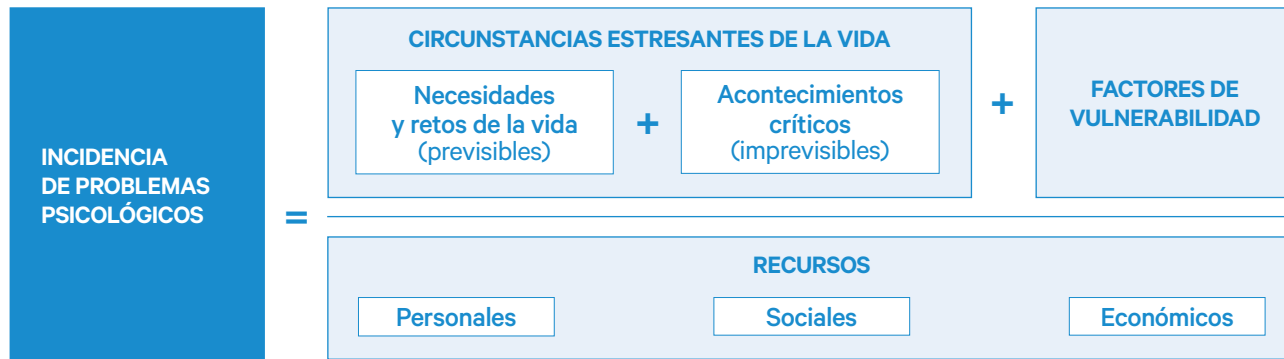 INCIDENCIA
DE PROBLEMAS
PSICOLÓGICOS
=
CIRCUNSTANCIAS ESTRESANTES DE LA VIDA
Necesidades
y retos de la vida
(previsibles)
+
Acontecimientos
críticos
(imprevisibles)
+
FACTORES DE
VULNERABILIDAD
RECURSOS
Personales
Sociales
Económicos